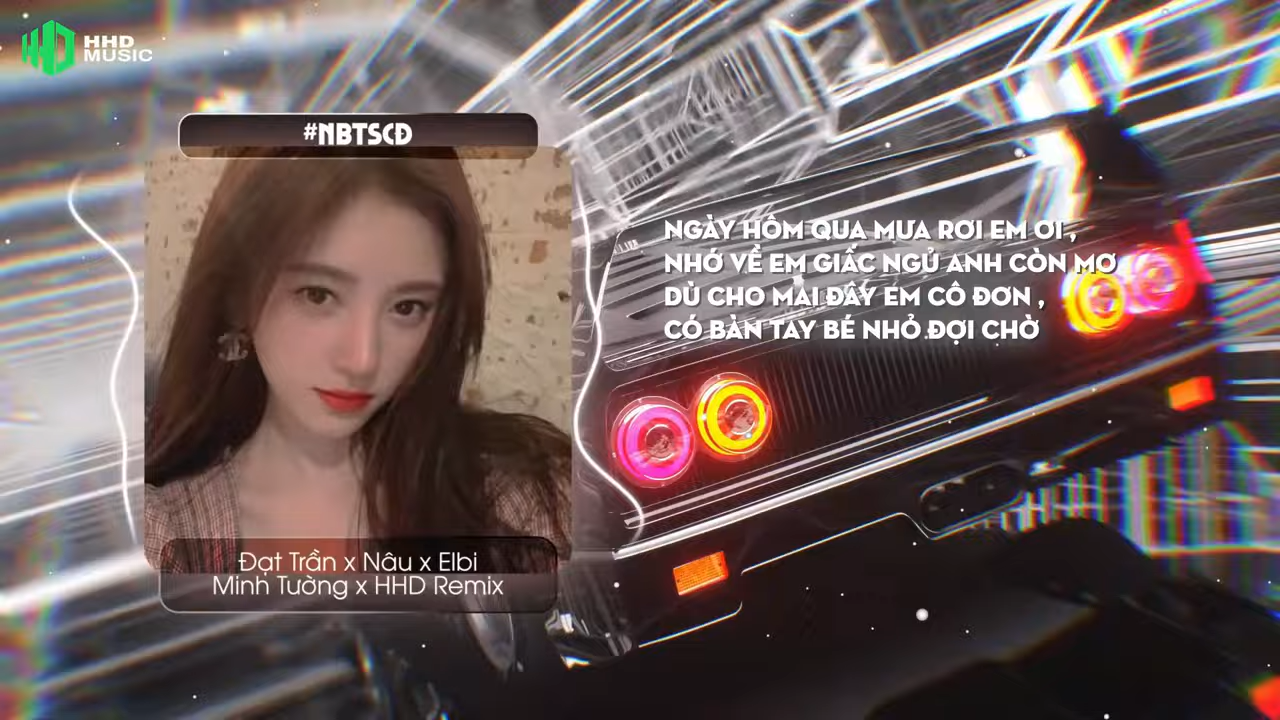 HHD
MUSIC
#NBTSCĐ
NGÀY HÔM QUA MƯA RƠI EM ƠI ,
NHỚ VỀ EM GIẤC NGỦ ANH CÒN MƠ
DÙ CHO MAI ĐÂY EM CÔ ĐƠN ,
CÓ BÀN TAY BÉ NHỎ ĐỢI CHỜ
Đạt Trần x Nâu x Elbi
Minh Tường x HHD Remix